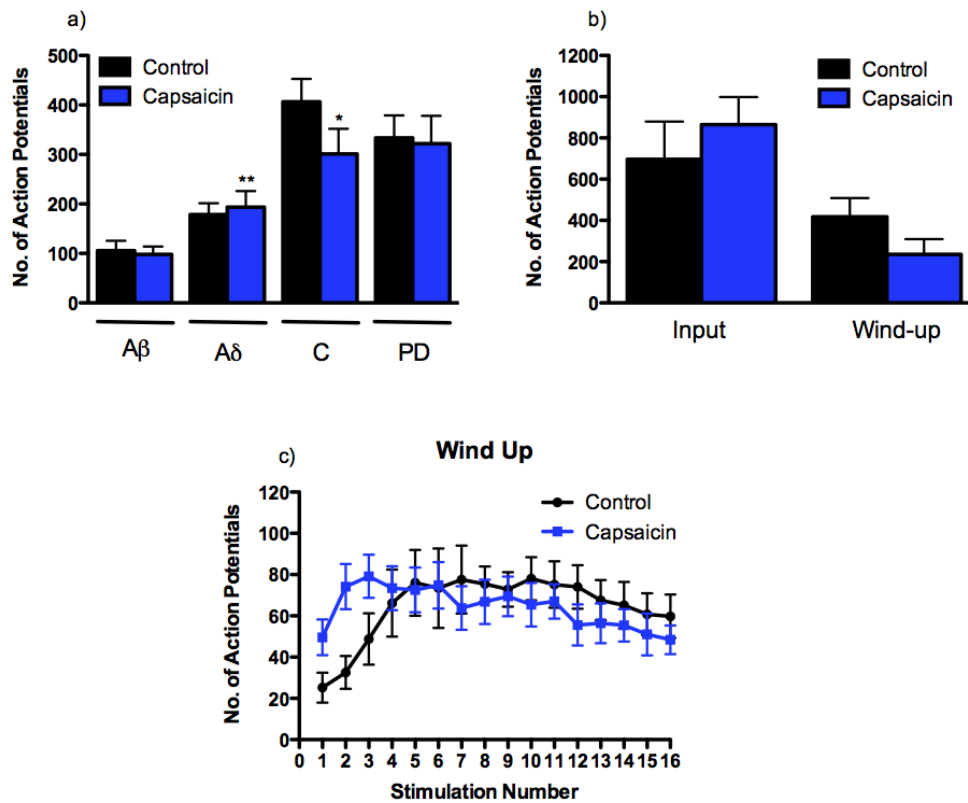 a)
No. of Action Potentials
500
400
300
200
100
0
Control
Capsaicin
**
*
Aβ
Aδ
C
PD
b)
No. of Action Potentials
1200
1000
800
600
400
200
0
Control
Capsaicin
Input
Wind-up
c)
Wind Up
No. of Action Potentials
120
100
80
60
40
20
0
Control
Capsaicin
0 1 2 3 4 5 6 7 8 9 10 11 12 13 14 15 16
Stimulation Number